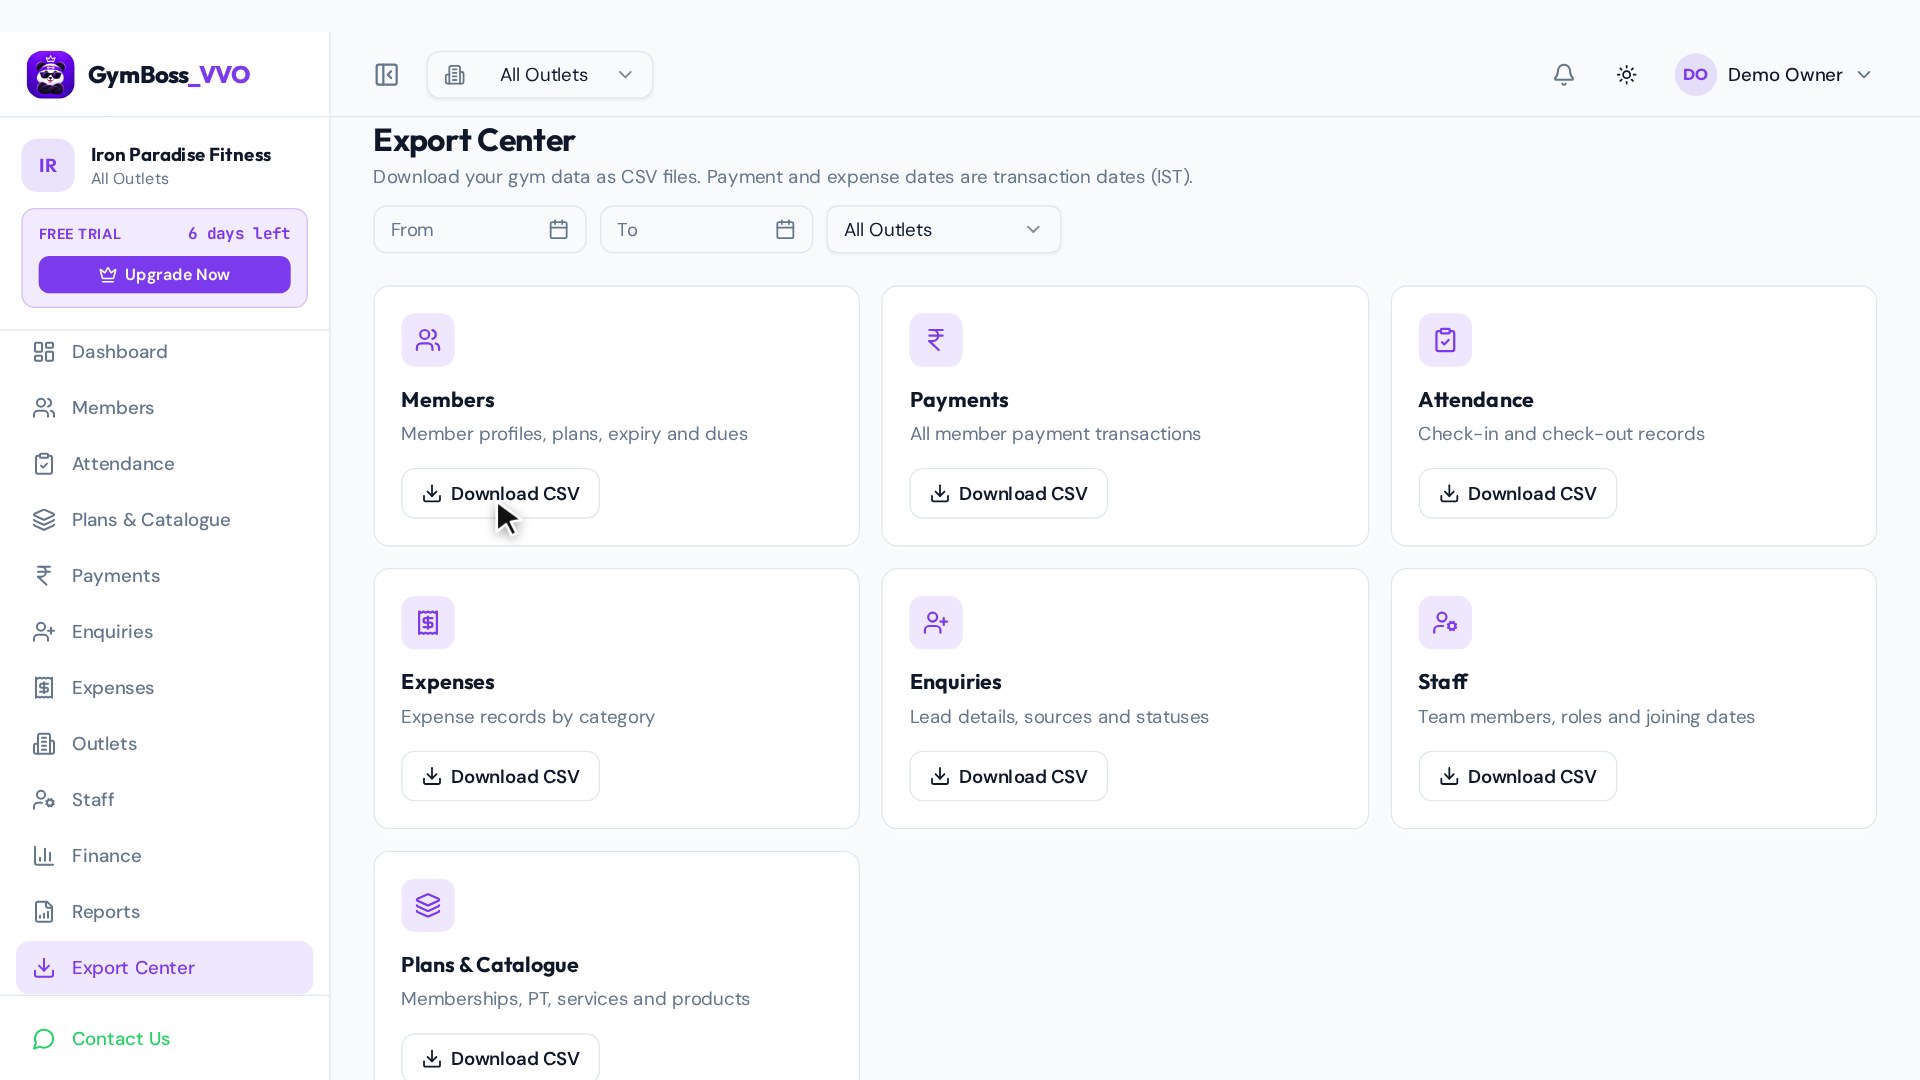 GymBoss_VVO
All Outlets
DO
Demo Owner
IR
Iron Paradise Fitness
All Outlets
FREE TRIAL
6 days left
Upgrade Now
Dashboard
Members
Attendance
Plans & Catalogue
Payments
Enquiries
Expenses
Outlets
Staff
Finance
Reports
Export Center
Contact Us
Export Center
Download your gym data as CSV files. Payment and expense dates are transaction dates (IST).
From
To
All Outlets
Members
Member profiles, plans, expiry and dues
Download CSV
Payments
All member payment transactions
Download CSV
Attendance
Check-in and check-out records
Download CSV
Expenses
Expense records by category
Download CSV
Enquiries
Lead details, sources and statuses
Download CSV
Staff
Team members, roles and joining dates
Download CSV
Plans & Catalogue
Memberships, PT, services and products
Download CSV